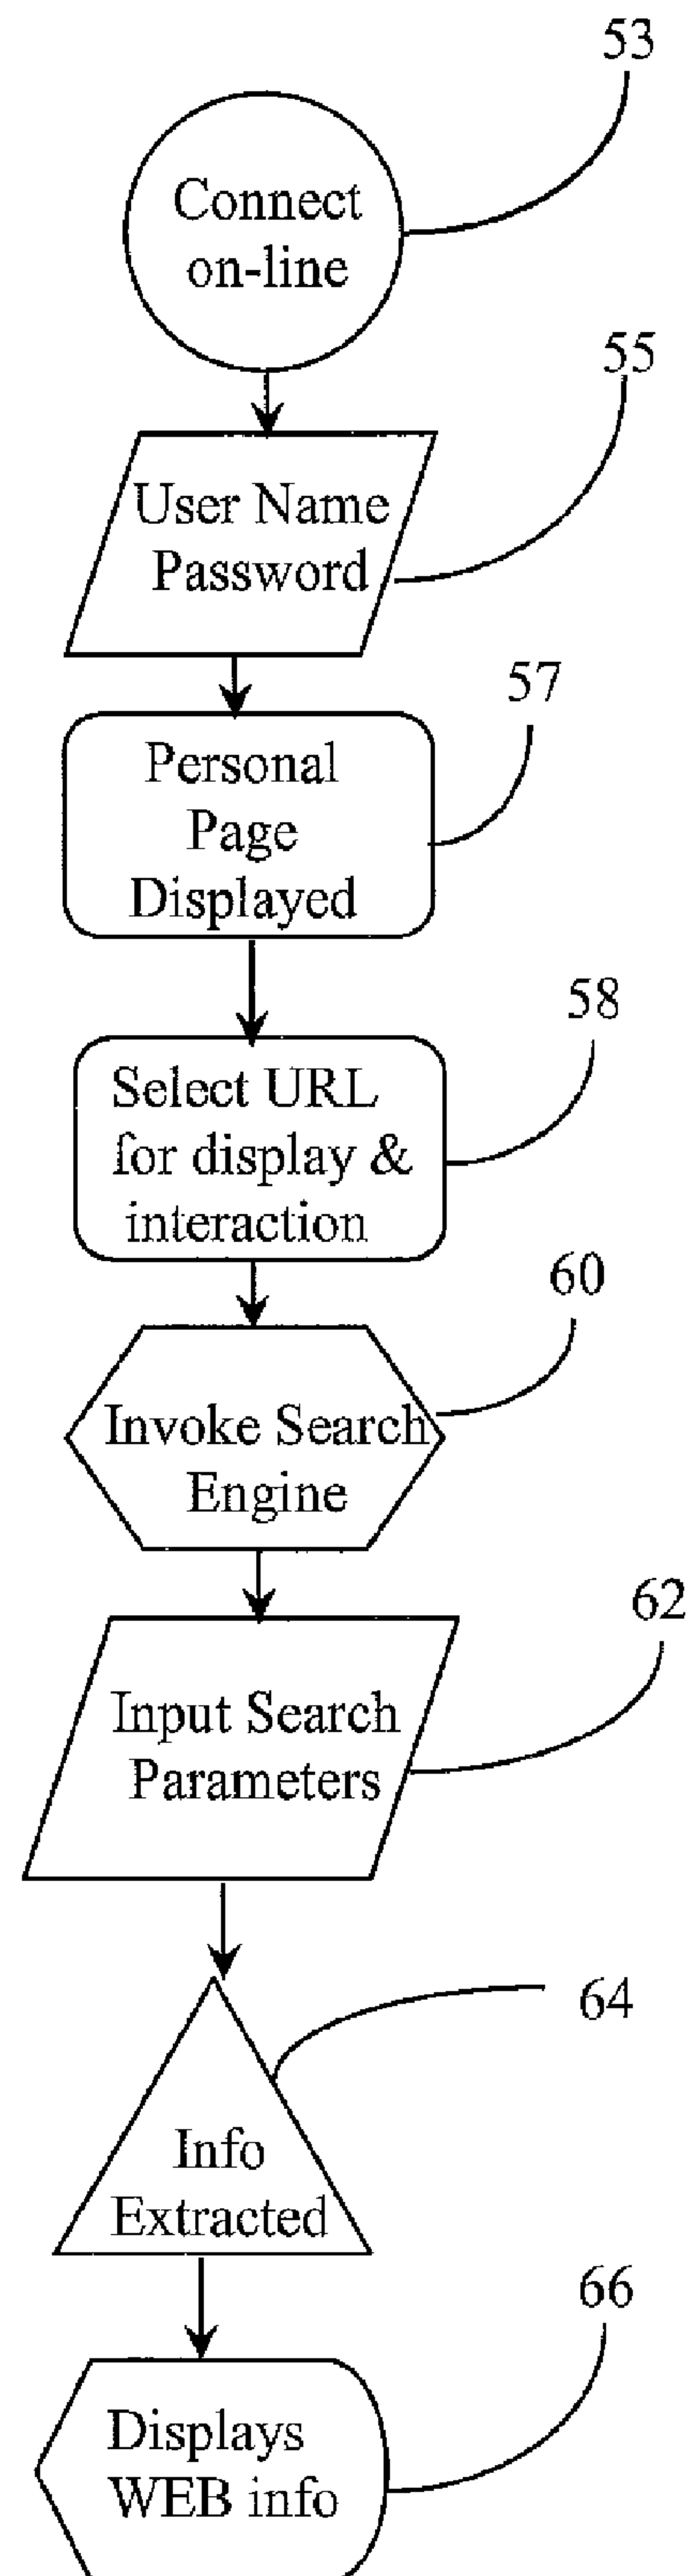 53
Connect
on-line
55
User Name
Password
57
Personal
Page
Displayed
58
Select URL
for display &
interaction
60
Invoke Search
Engine
62
Input Search
Parameters
64
Info
Extracted
66
Displays
WEB info